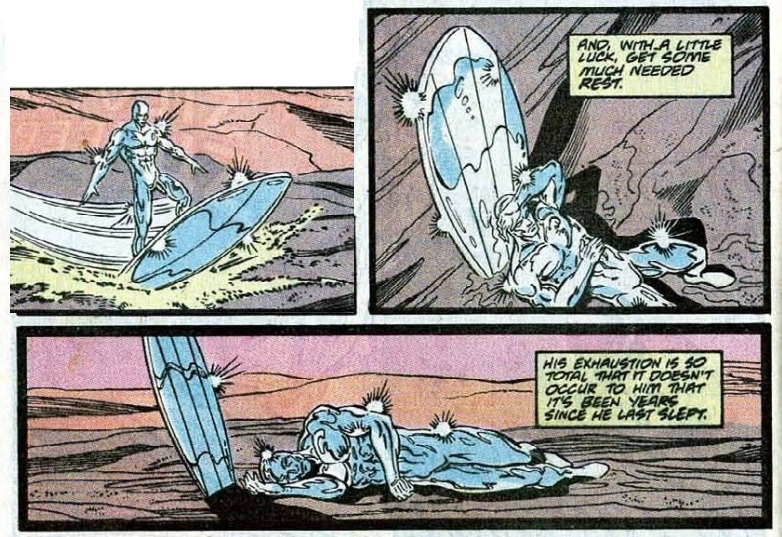 AND, WITH A LITTLE
LUCK, GET SOME
MUCH NEEDED
REST.
HIS EXHAUSTION IS SO
TOTAL THAT IT DOESN'T
OCCUR TO HIM THAT
IT'S BEEN YEARS
SINCE HE LAST SLEPT.